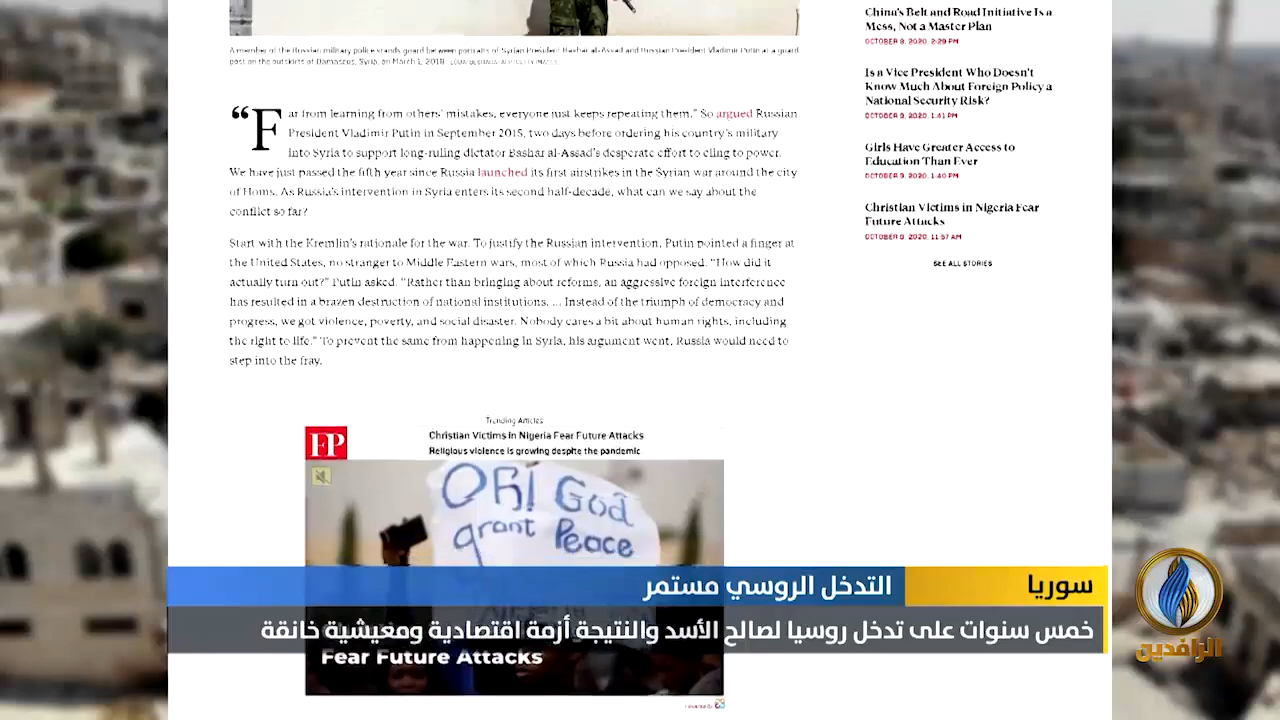 A member of the Russian military police stands guard between portraits of Syrian President Bashar al-Assad and Russian President Vladimir Putin at a guard
post on the outskirts of Damascus, Syria, on March 1, 2018.
“Far from learning from others’ mistakes, everyone just keeps repeating them.” So argued Russian
President Vladimir Putin in September 2015, two days before ordering his country’s military
into Syria to support long-ruling dictator Bashar al-Assad’s desperate effort to cling to power.
We have just passed the fifth year since Russia launched its first airstrikes in the Syrian war around the city
of Homs. As Russia’s intervention in Syria enters its second half-decade, what can we say about the
conflict so far?
Start with the Kremlin’s rationale for the war. To justify the Russian intervention, Putin pointed a finger at
the United States, no stranger to Middle Eastern wars, most of which Russia had opposed. “How did it
actually turn out?” Putin asked. “Rather than bringing about reforms, an aggressive foreign interference
has resulted in a brazen destruction of national institutions. … Instead of the triumph of democracy and
progress, we got violence, poverty, and social disaster. Nobody cares a bit about human rights, including
the right to life.” To prevent the same from happening in Syria, his argument went, Russia would need to
step into the fray.
China’s Belt and Road Initiative Is a
Mess, Not a Master Plan
OCTOBER 9, 2020, 2:29 PM
Is a Vice President Who Doesn’t
Know Much About Foreign Policy a
National Security Risk?
OCTOBER 9, 2020, 1:41 PM
Girls Have Greater Access to
Education Than Ever
OCTOBER 9, 2020, 1:40 PM
Christian Victims in Nigeria Fear
Future Attacks
OCTOBER 9, 2020, 11:57 AM
SEE ALL STORIES
Trending Articles
FP
Christian Victims in Nigeria Fear Future Attacks
Religious violence is growing despite the pandemic
OH! God
grant Peace
سوريا
التدخل الروسي مستمر
خمس سنوات على تدخل روسيا لصالح الأسد والنتيجة أزمة اقتصادية ومعيشية خانقة
Fear Future Attacks
Powered By
الرافدين